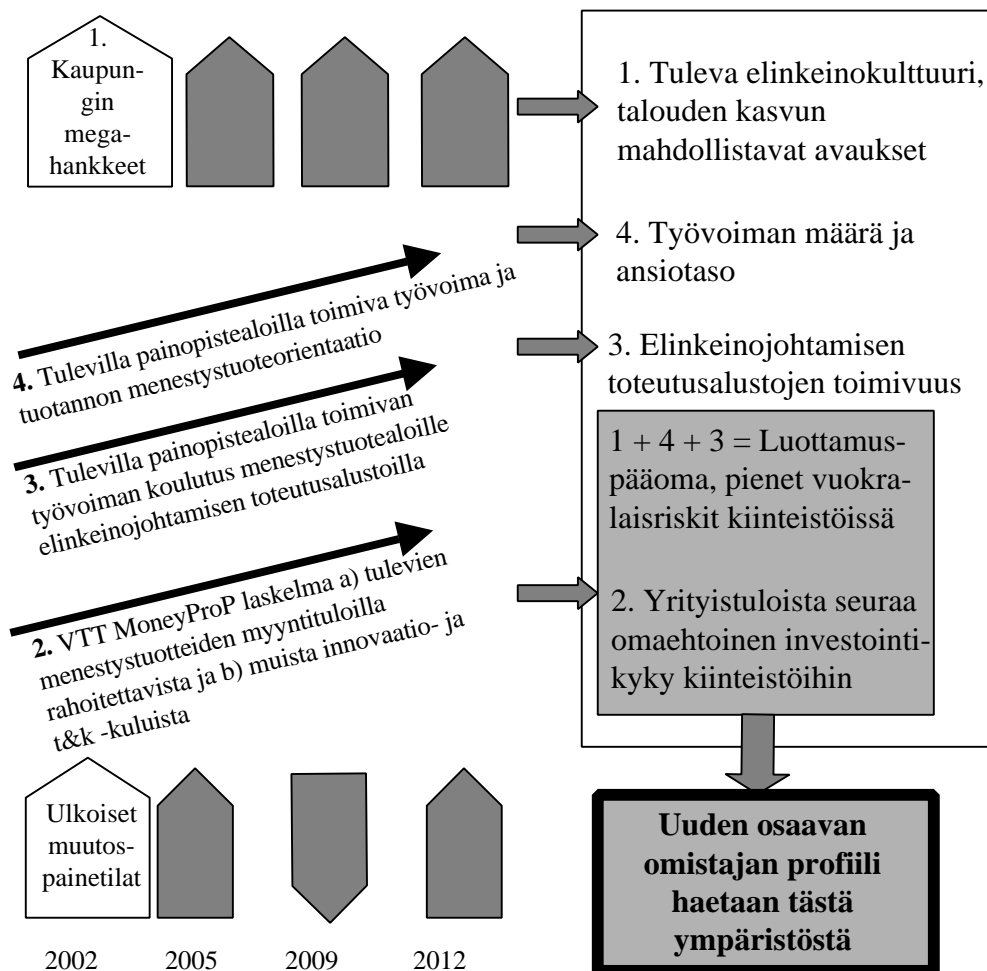 1.
Kaupun-
gin
mega-
hankkeet
1. Tuleva elinkeinokulttuuri,
talouden kasvun
mahdollistavat avaukset
4. Työvoiman määrä ja
ansiotaso
3. Elinkeinojohtamisen
toteutusalustojen toimivuus
1 + 4 + 3 = Luottamus-
pääoma, pienet vuokra-
laisriskit kiinteistöissä
2. Yrityistuloista seuraa
omaehtoinen investointi-
kyky kiinteistöihin
4. Tulevilla painopistealoilla toimiva työvoima ja
tuotannon menestystuoteorientaatio
3. Tulevilla painopistealoilla toimivan
työvoiman koulutus menestystuotealoille
elinkeinojohtamisen toteutusalustoilla
2. VTT MoneyProP laskelma a) tulevien
menestystuotteiden myyntituloilla
rahoitettavista ja b) muista innovaatio- ja
t&k -kuluista
Ulkoiset
muutos-
painetilat
2002 2005 2009 2012
Uuden osaavan
omistajan profiili
haetaan tästä
ympäristöstä